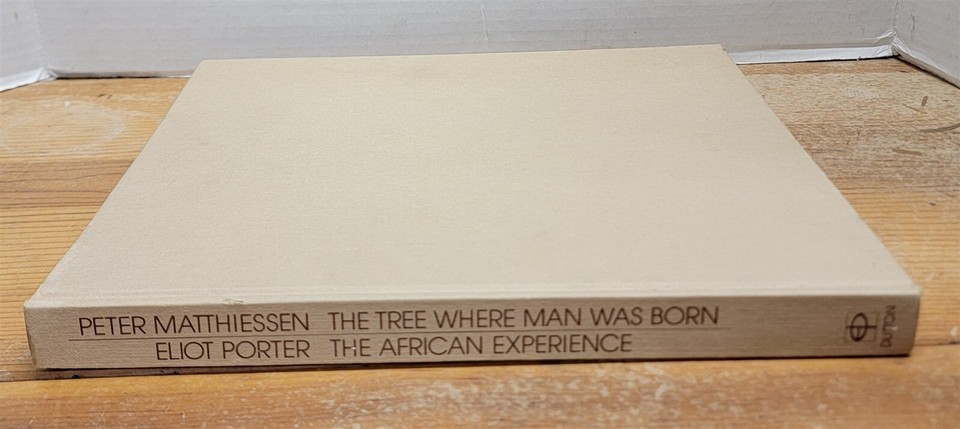 PETER MATTHIESSEN THE TREE WHERE MAN WAS BORN
ELIOT PORTER THE AFRICAN EXPERIENCE
DUTTON